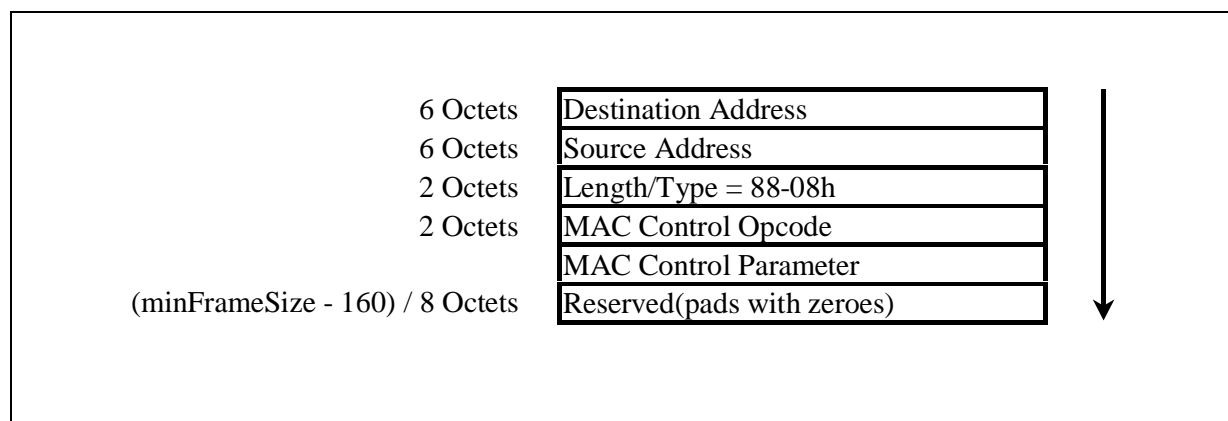 6 Octets Destination Address
6 Octets Source Address
2 Octets Length/Type = 88-08h
2 Octets MAC Control Opcode
MAC Control Parameter
(minFrameSize - 160) / 8 Octets Reserved(pads with zeroes)